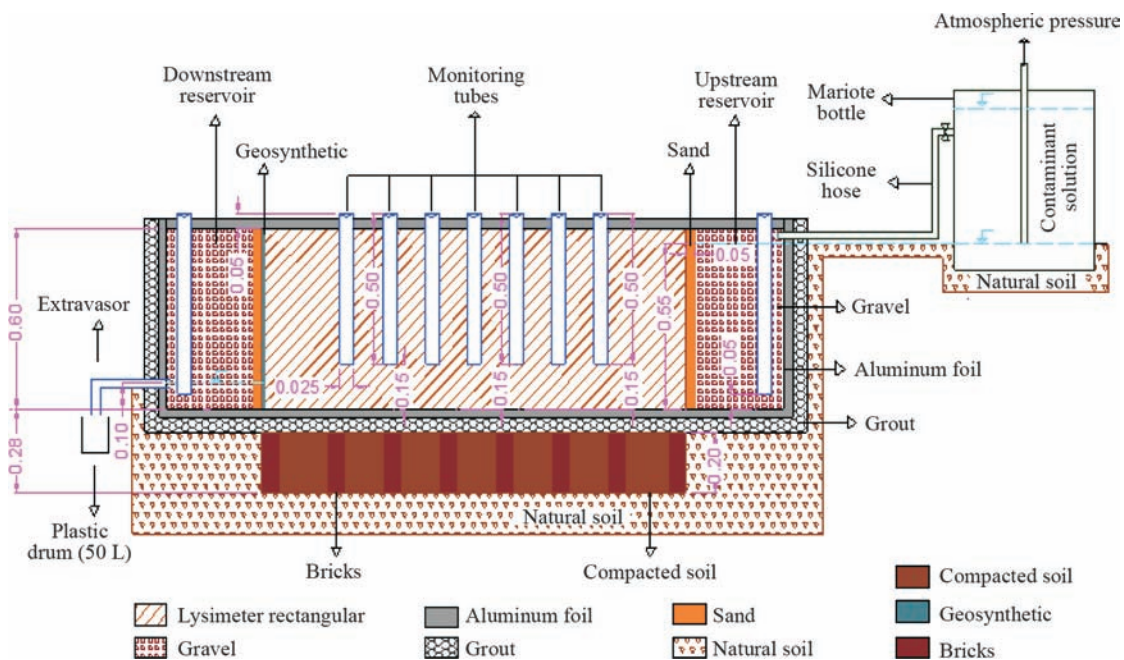 Atmospheric pressure
Downstream
reservoir
Monitoring
tubes
Upstream
reservoir
Mariote
bottle
Geosynthetic
Sand
Silicone
hose
Contaminant
solution
0.05
0.50
0.50
0.50
0.05
0.55
0.60
Natural soil
Extravasor
Gravel
0.05
0.025
0.15
0.15
0.15
Aluminum foil
0.10
Grout
0.28
0.20
Natural soil
Plastic
drum (50 L)
Bricks
Compacted soil
Lysimeter rectangular
Aluminum foil
Sand
Compacted soil
Geosynthetic
Gravel
Grout
Natural soil
Bricks